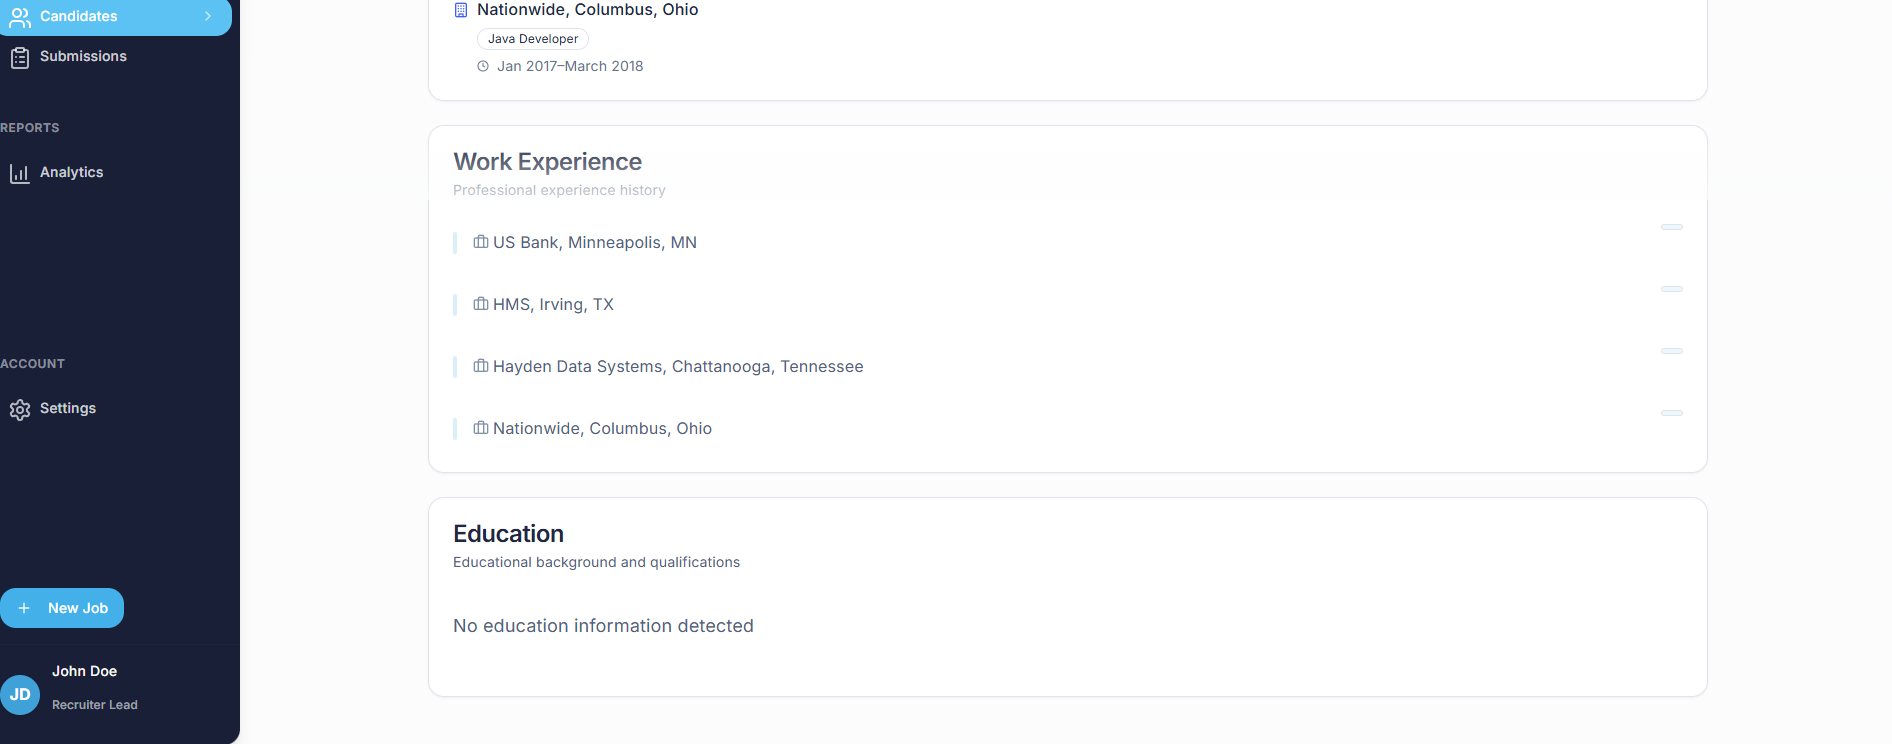 Candidates
Submissions
REPORTS
Analytics
ACCOUNT
Settings
New Job
JD
John Doe
Recruiter Lead
Nationwide, Columbus, Ohio
Java Developer
Jan 2017–March 2018
Work Experience
Professional experience history
US Bank, Minneapolis, MN
HMS, Irving, TX
Hayden Data Systems, Chattanooga, Tennessee
Nationwide, Columbus, Ohio
Education
Educational background and qualifications
No education information detected